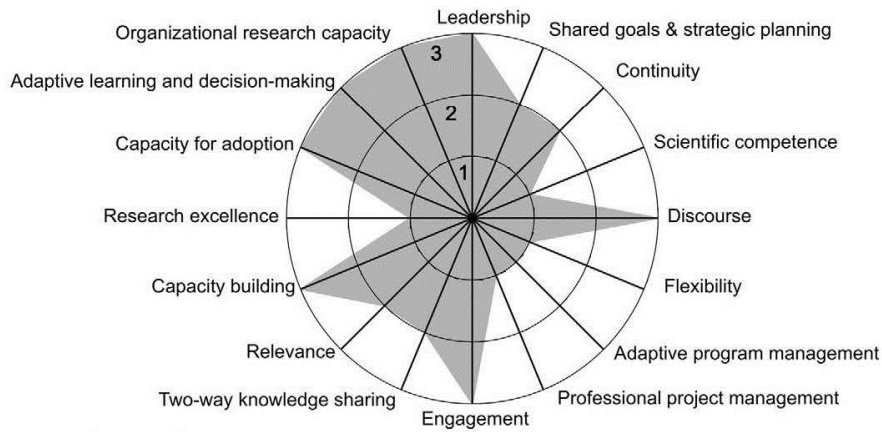 Leadership
Organizational research capacity
Shared goals & strategic planning
3
Continuity
Adaptive learning and decision-making
2
Capacity for adoption
Scientific competence
1
Research excellence
Discourse
Capacity building
Flexibility
Relevance
Adaptive program management
Two-way knowledge sharing
Professional project management
Engagement